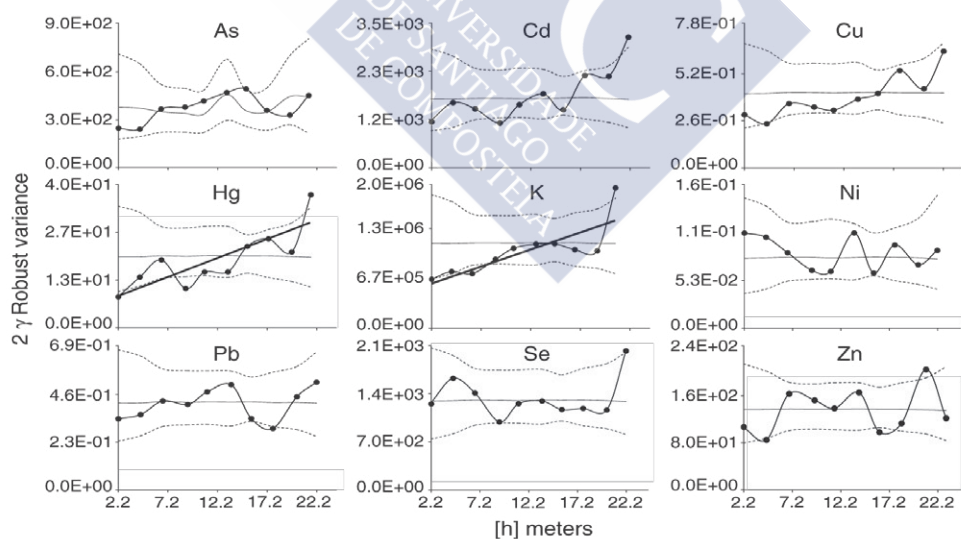 As
9.0E+02
6.0E+02
3.0E+02
0.0E+00
Cd
3.5E+03
2.3E+03
1.2E+03
0.0E+00
Cu
7.8E-01
5.2E-01
2.6E-01
0.0E+00
2 γ Robust variance
Hg
4.0E+01
2.7E+01
1.3E+01
0.0E+00
K
2.0E+06
1.3E+06
6.7E+05
0.0E+00
Ni
1.6E-01
1.1E-01
5.3E-02
0.0E+00
Pb
6.9E-01
4.6E-01
2.3E-01
0.0E+00
2.2 7.2 12.2 17.2 22.2
Se
2.1E+03
1.4E+03
7.0E+02
0.0E+00
2.2 7.2 12.2 17.2 22.2
Zn
2.4E+02
1.6E+02
8.0E+01
0.0E+00
2.2 7.2 12.2 17.2 22.2
[h] meters
DE SANTIAGO
DE COMPOSTELA